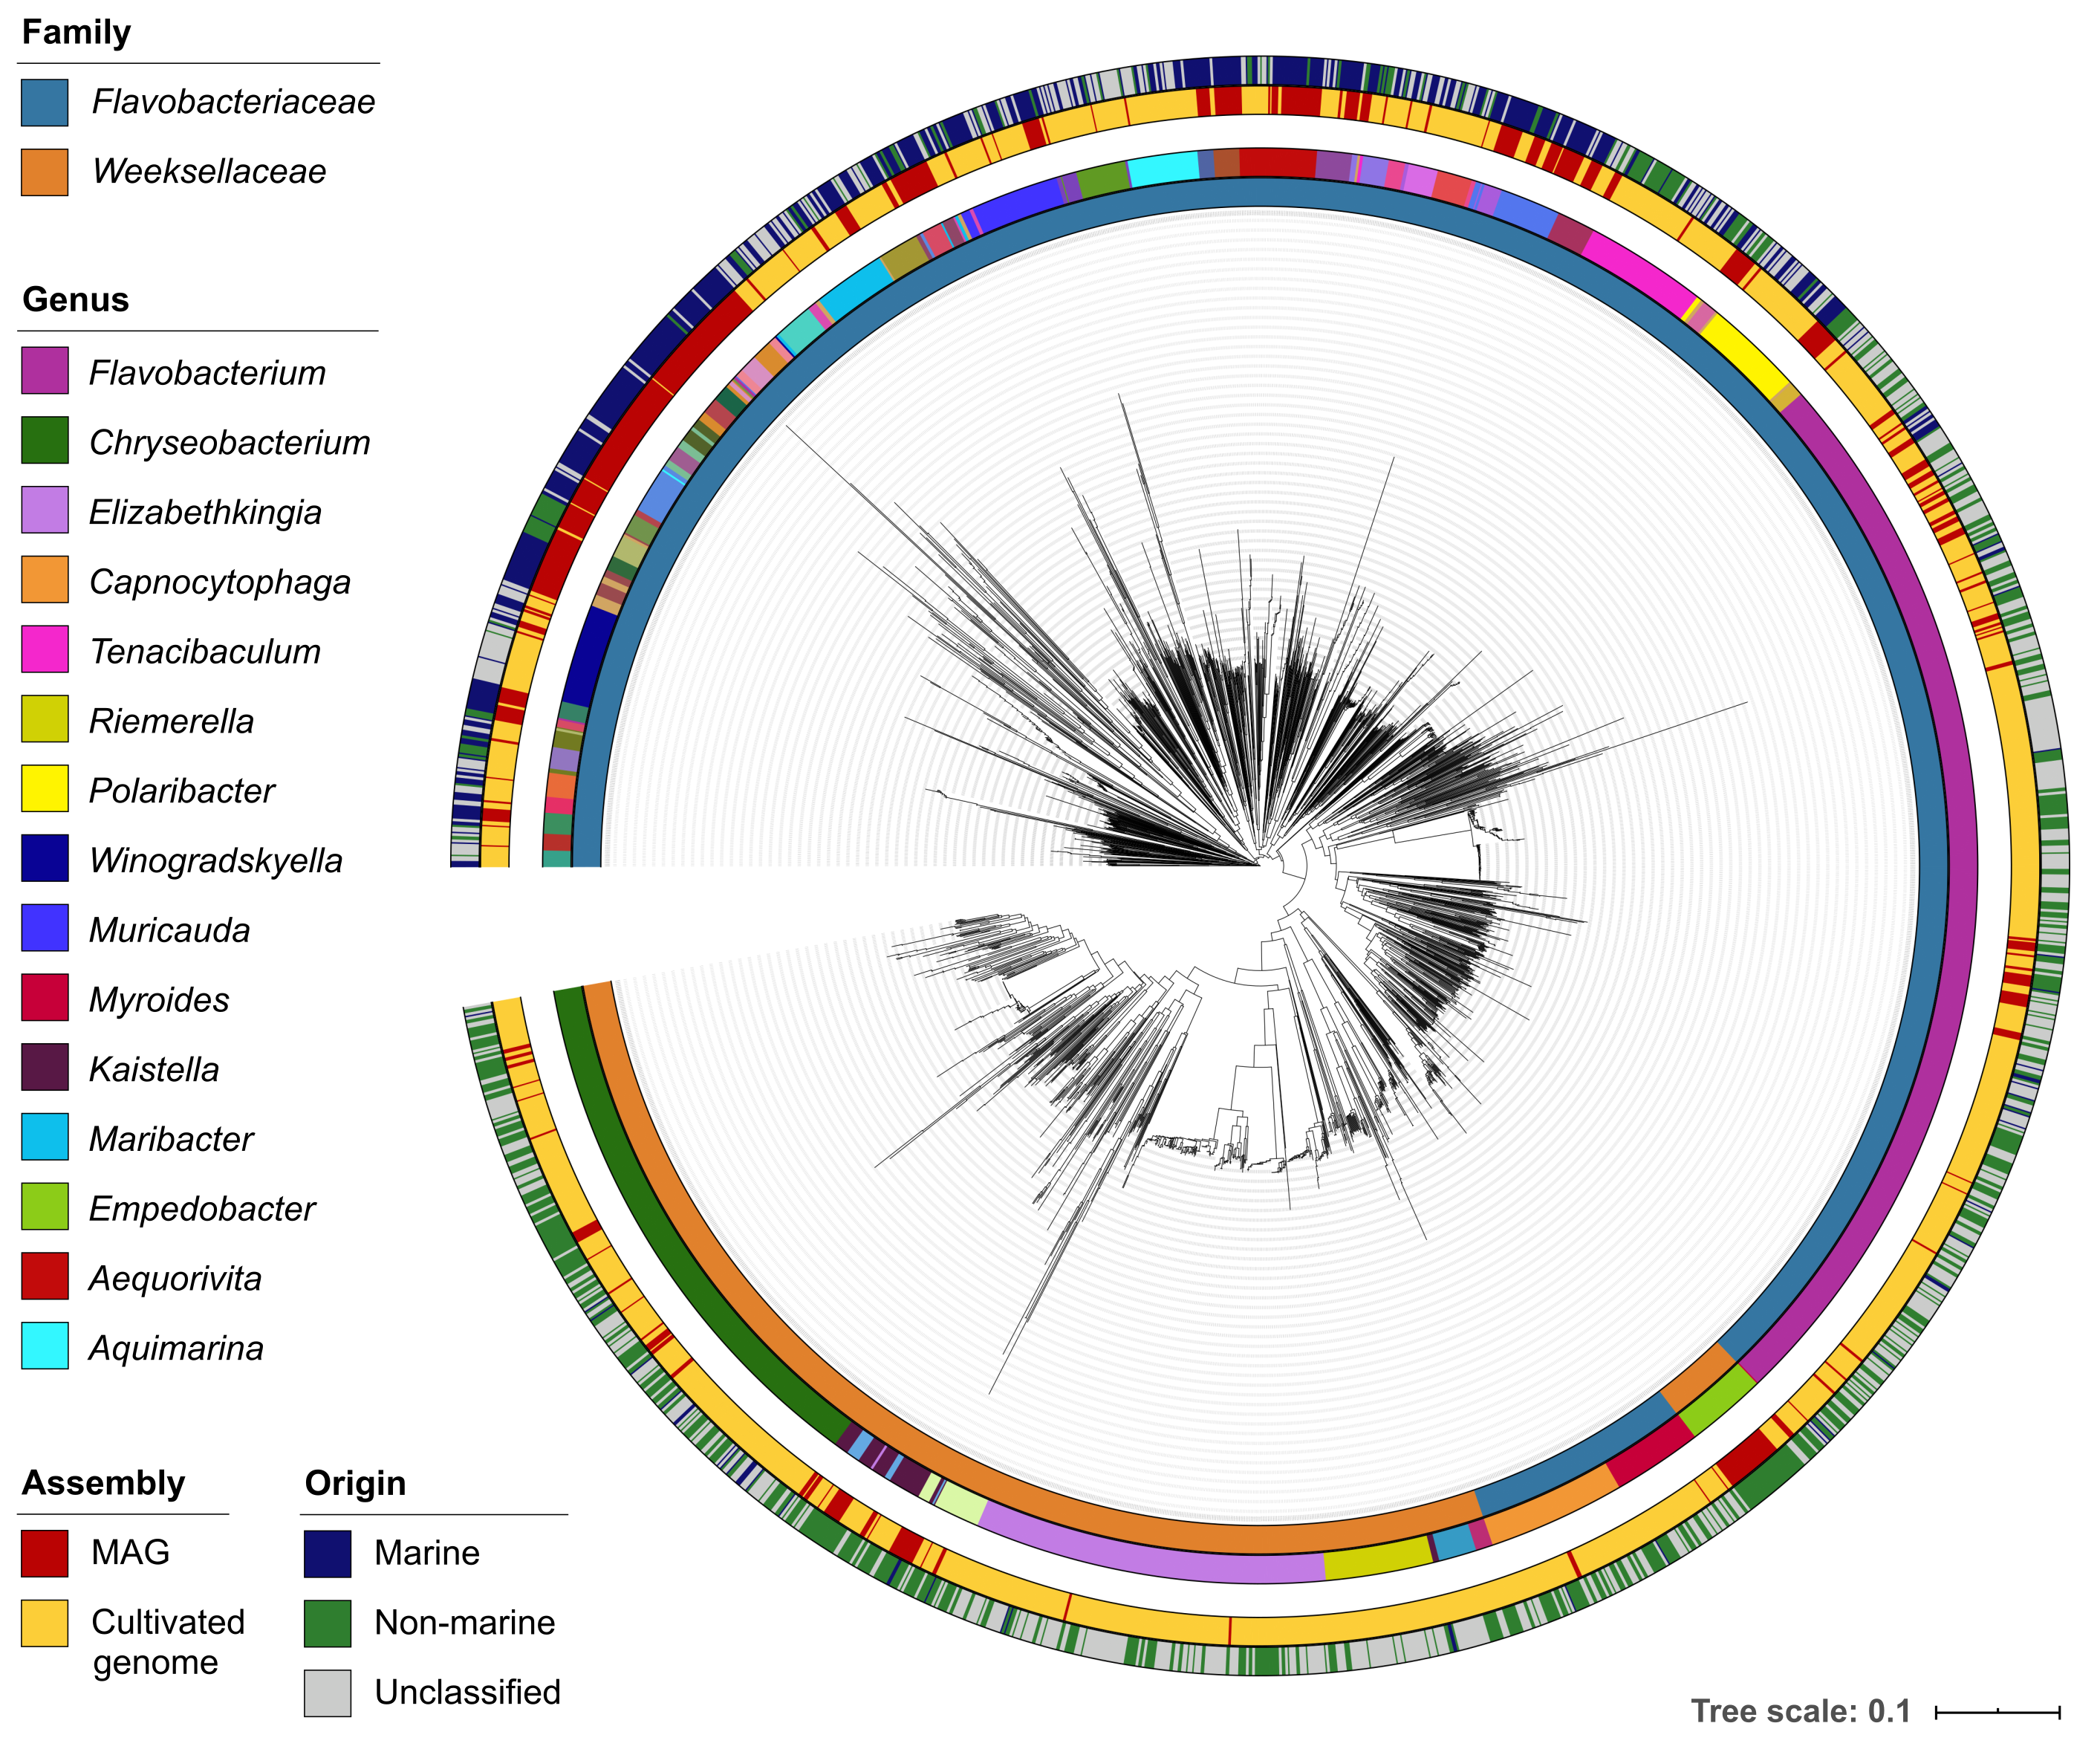 Family
Flavobacteriaceae
Weeksellaceae
Genus
Flavobacterium
Chryseobacterium
Elizabethkingia
Capnocytophaga
Tenacibaculum
Riemerella
Polaribacter
Winogradskyella
Muricauda
Myroides
Kaistella
Maribacter
Empedobacter
Aequorivita
Aquimarina
Assembly
MAG
Cultivated
genome
Origin
Marine
Non-marine
Unclassified
Tree scale: 0.1